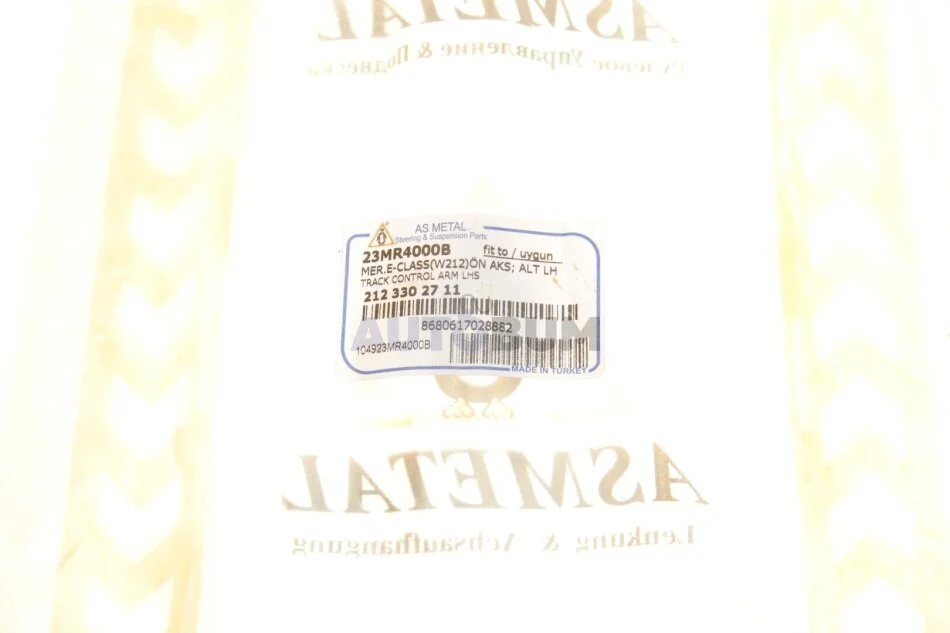 ASMETAL
Рулевое Управление & Подвеска
AS METAL
Steering & Suspension Parts
23MR4000B fit to / uygun
MER.E-CLASS(W212)ÖN AKS; ALT LH
TRACK CONTROL ARM LHS
212 330 27 11
8680617028882
AUTOBUM
104923MR4000B
MADE IN TURKEY
ASMETAL
Lenkung & Achsaufhangung